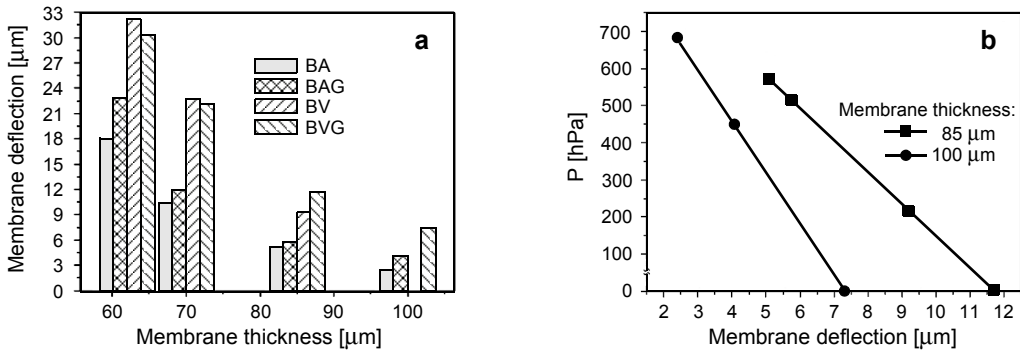 a
Membrane deflection [μm]
33
30
27
24
21
18
15
12
9
6
3
0
BA
BAG
BV
BVG
60 70 80 90 100
Membrane thickness [μm]
b
P [hPa]
700
600
500
400
300
200
100
0
Membrane thickness:
85 μm
100 μm
2 3 4 5 6 7 8 9 10 11 12
Membrane deflection [μm]